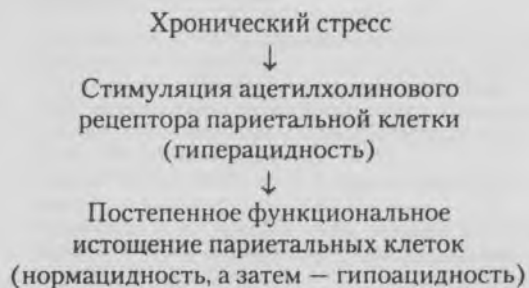 Хронический стресс
↓
Стимуляция ацетилхолинового
рецептора париетальной клетки
(гиперацидность)
↓
Постепенное функциональное
истощение париетальных клеток
(нормацидность, а затем — гипоацидность)